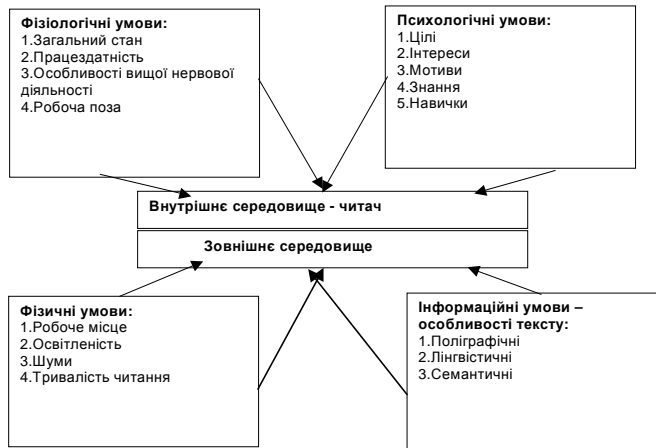 Фізіологічні умови:
1.Загальний стан
2.Працездатність
3.Особливості вищої нервової
діяльності
4.Робоча поза
Психологічні умови:
1.Цілі
2.Інтереси
3.Мотиви
4.Знання
5.Навички
Внутрішнє середовище - читач
Зовнішнє середовище
Фізичні умови:
1.Робоче місце
2.Освітленість
3.Шуми
4.Тривалість читання
Інформаційні умови –
особливості тексту:
1.Поліграфічні
2.Лінгвістичні
3.Семантичні